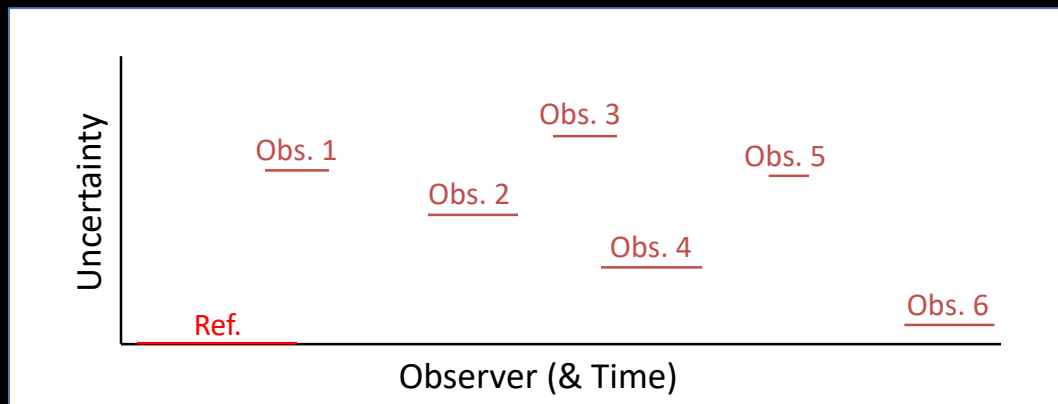 Uncertainty
Obs. 3
Obs. 1
Obs. 5
Obs. 2
Obs. 4
Obs. 6
Ref.
Observer (& Time)